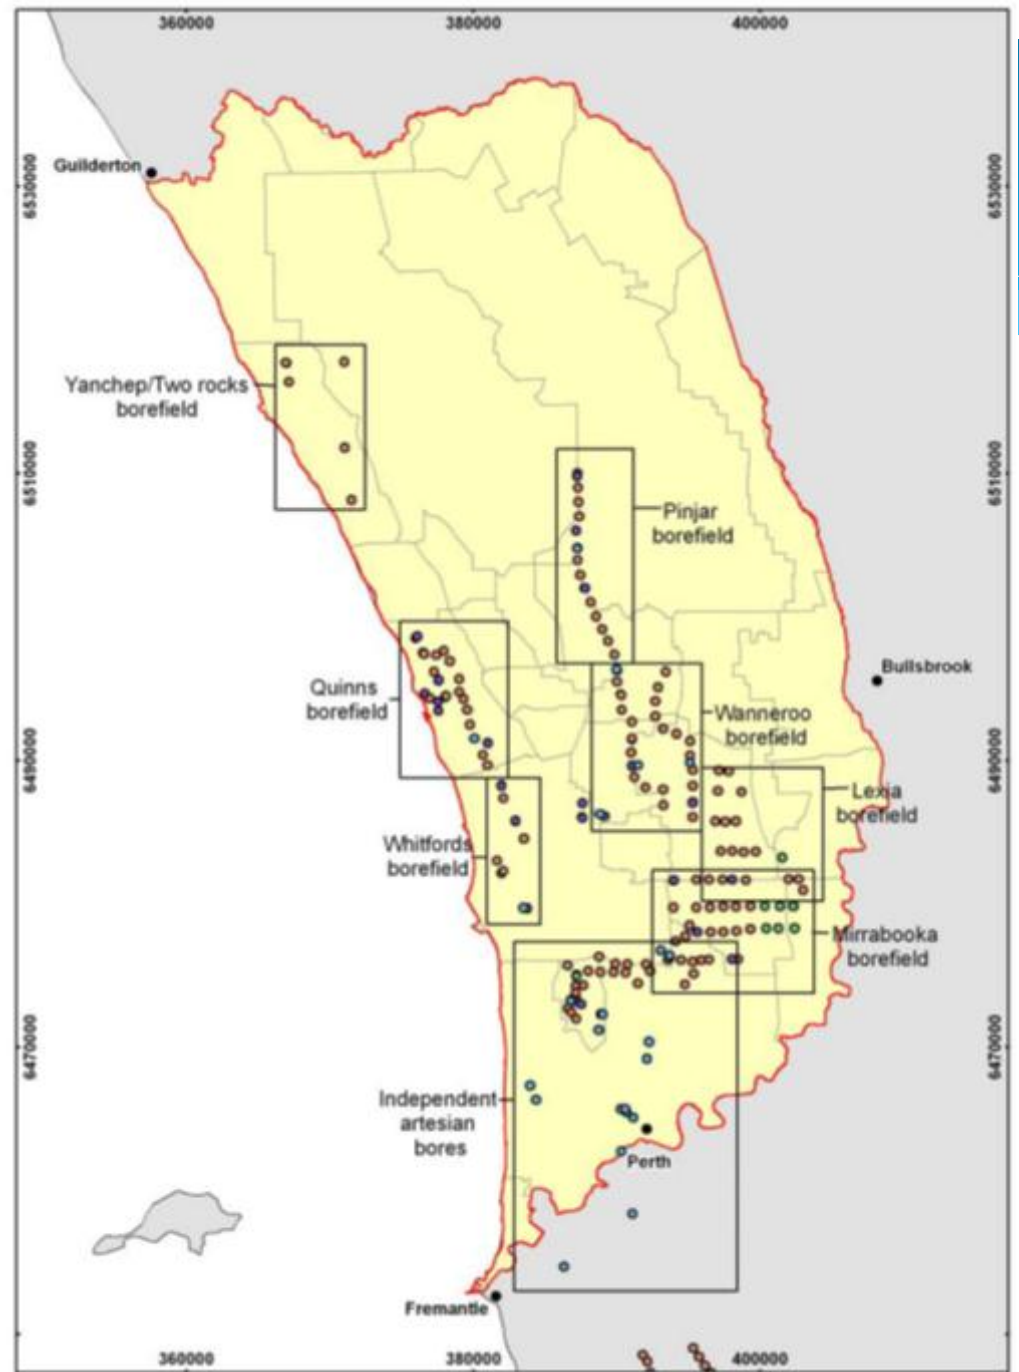 360000
380000
400000
Guilderton
6530000
6530000
Yanchep/Two rocks
borefield
6510000
6510000
Pinjar
borefield
Bullsbrook
Quinns
borefield
Wanneroo
borefield
6490000
6490000
Lexia
borefield
Whitfords
borefield
Mirrabooka
borefield
6470000
6470000
Independent
artesian
bores
Perth
Fremantle
360000
380000
400000